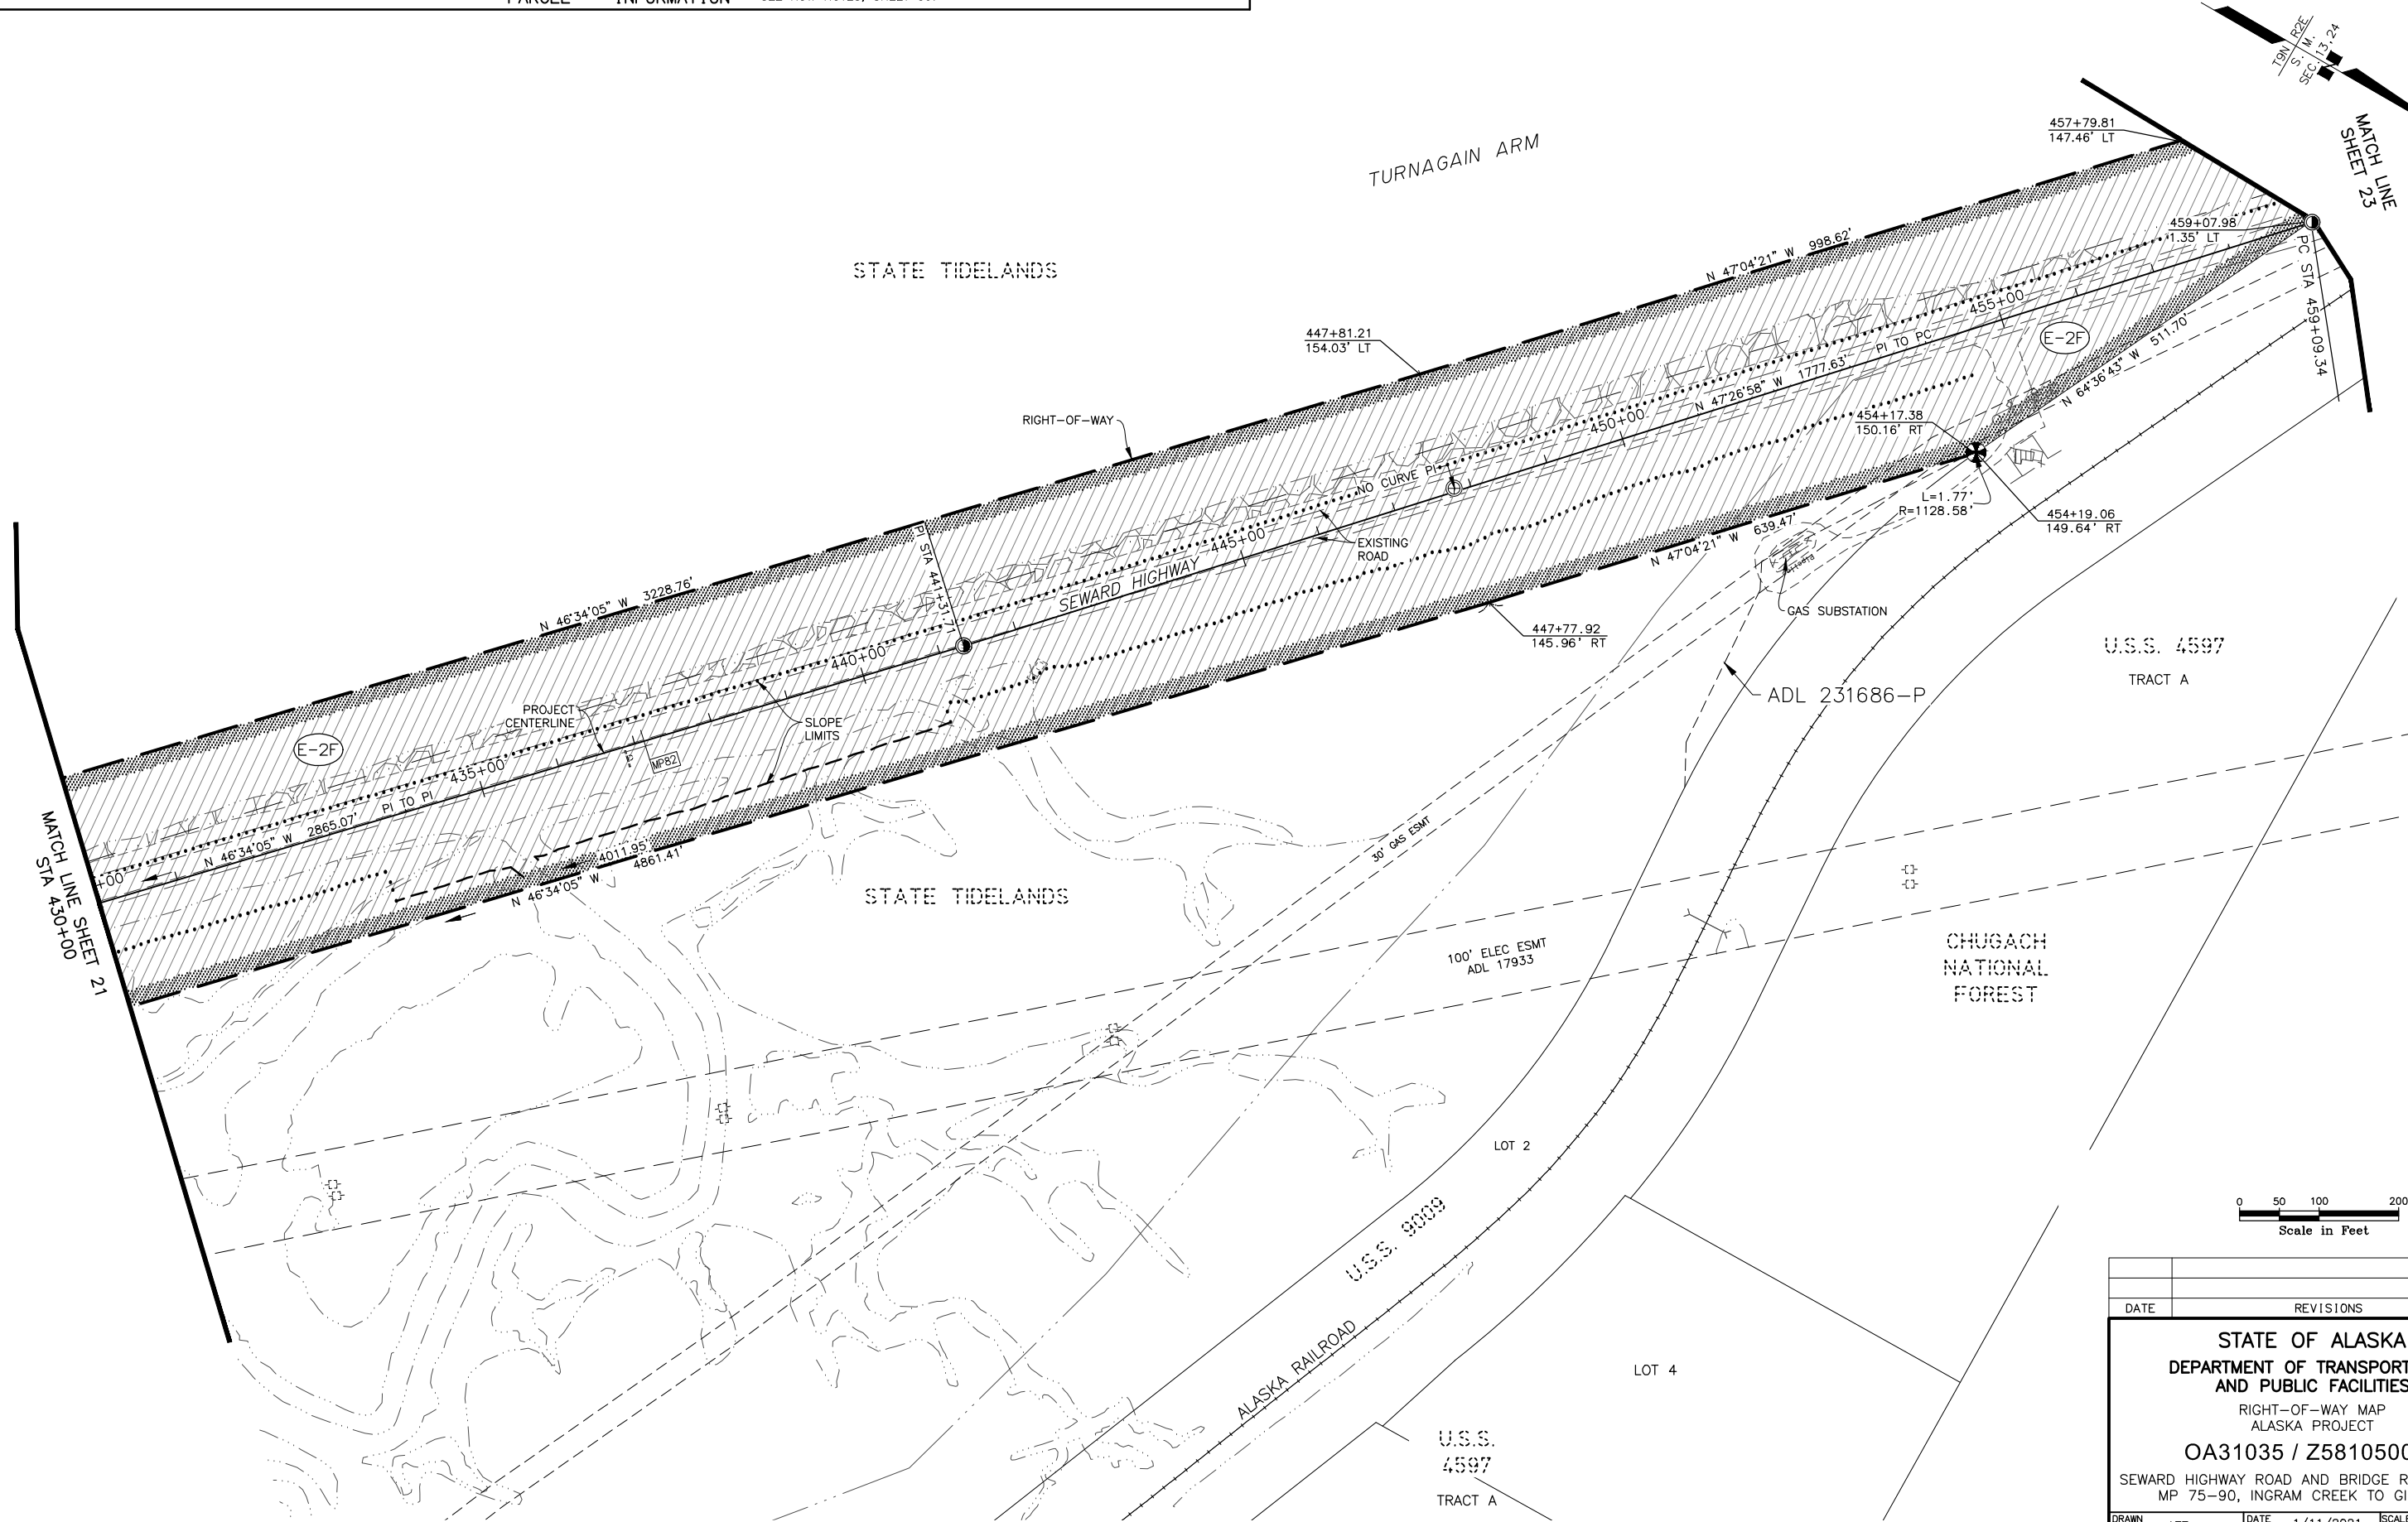 PARCEL INFORMATION
T9N R2E
S. M.
SEC. 13,24
MATCH LINE
SHEET 23
457+79.81
147.46' LT
TURNAGAIN ARM
STATE TIDELANDS
N 47°04'21" W 998.62'
459+07.98
1.35' LT
PC STA 459+09.34
447+81.21
154.03' LT
455+00
PI TO PC
E-2F
N 64°36'43" W 511.70'
N 47°26'58" W 1777.63'
RIGHT-OF-WAY
450+00
454+17.38
150.16' RT
NO CURVE PI
L=1.77'
R=1128.58'
454+19.06
149.64' RT
PI STA 441+31.71
445+00
EXISTING
ROAD
N 47°04'21" W 639.47'
SEWARD HIGHWAY
N 46°34'05" W 3228.76'
GAS SUBSTATION
447+77.92
145.96' RT
U.S.S. 4597
TRACT A
440+00
ADL 231686-P
PROJECT
CENTERLINE
SLOPE
LIMITS
E-2F
MP82
435+00
PI TO PI
N 46°34'05" W 2865.07'
+00
4011.95'
N 46°34'05" W 4861.41'
MATCH LINE SHEET 21
STA 430+00
30' GAS ESMT
STATE TIDELANDS
100' ELEC ESMT
ADL 17933
CHUGACH
NATIONAL
FOREST
LOT 2
U.S.S. 9009
ALASKA RAILROAD
LOT 4
U.S.S.
4597
TRACT A
0 50 100 200
Scale in Feet
DATE REVISIONS
STATE OF ALASKA
DEPARTMENT OF TRANSPORT
AND PUBLIC FACILITIES
RIGHT-OF-WAY MAP
ALASKA PROJECT
OA31035 / Z5810500
SEWARD HIGHWAY ROAD AND BRIDGE R
MP 75-90, INGRAM CREEK TO GI
DRAWN DATE 1/11/2021 SCAL